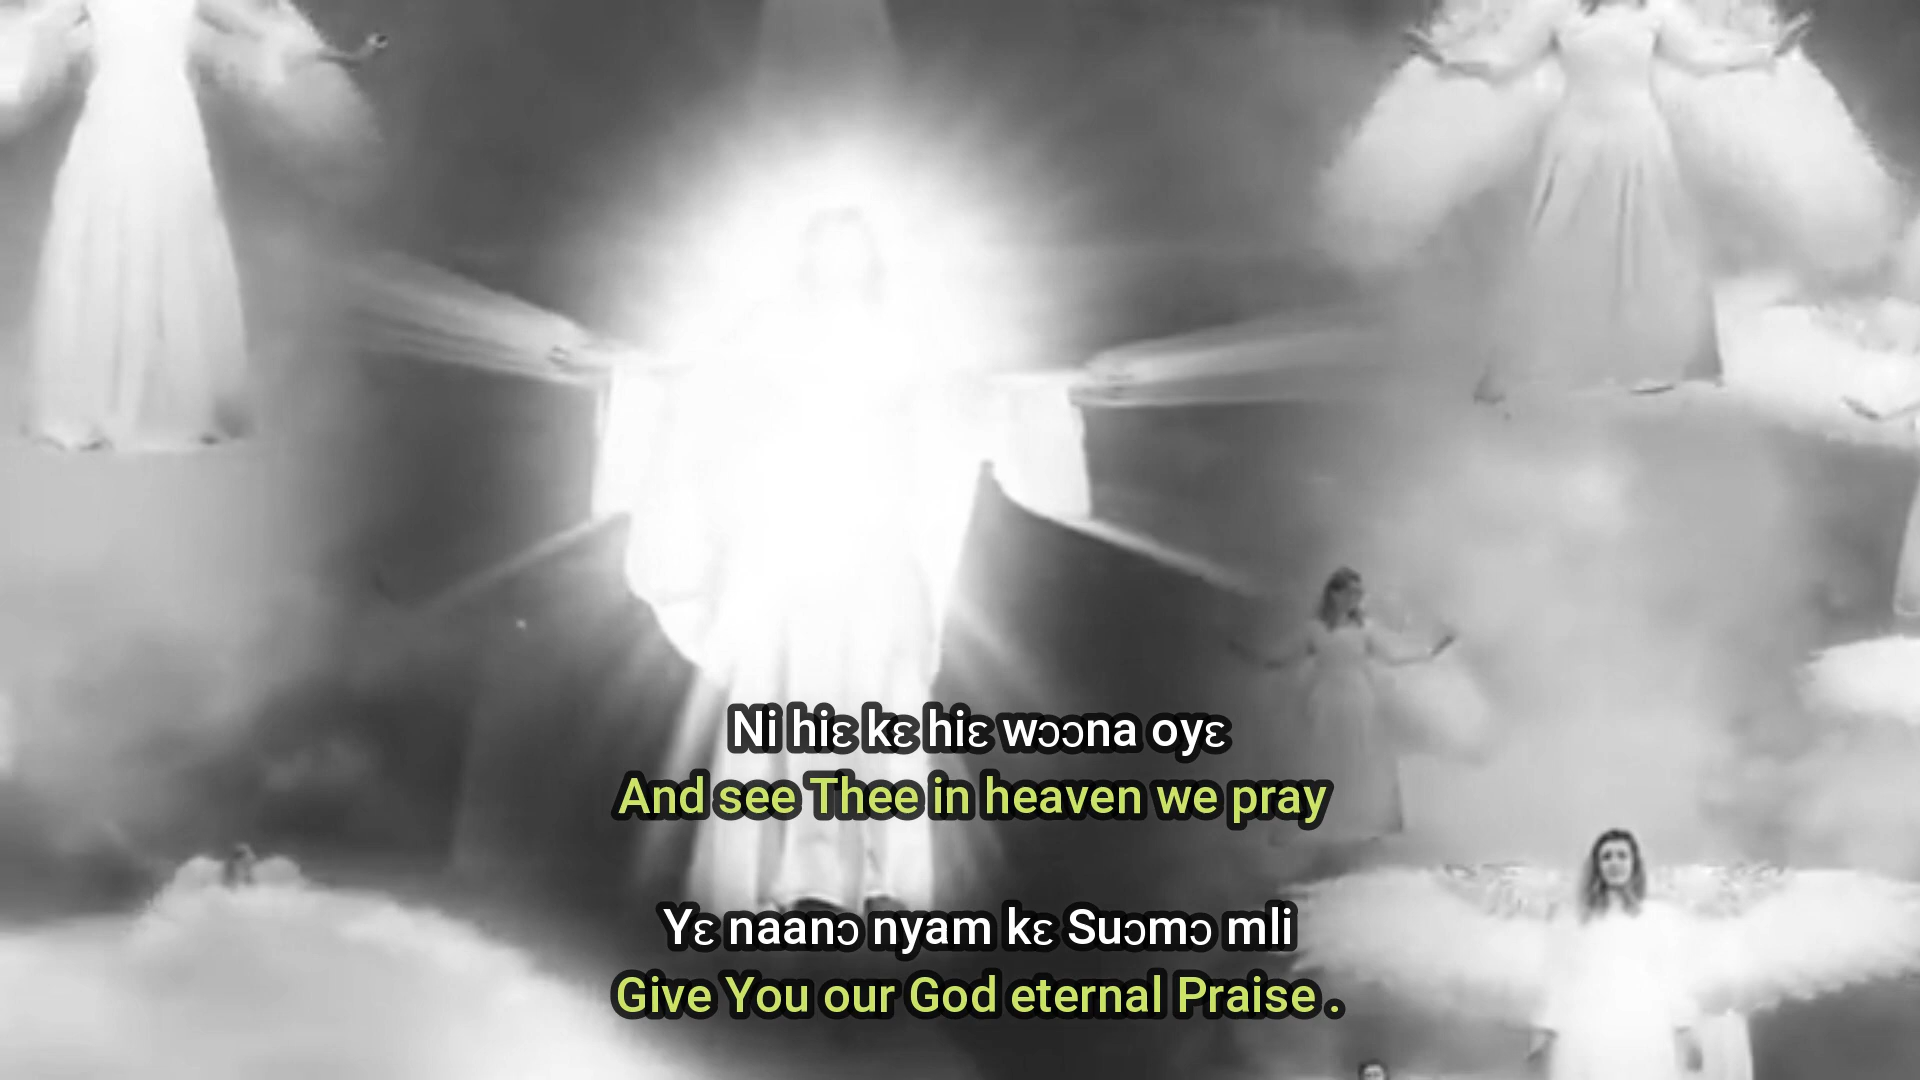 Ni hiɛ kɛ hiɛ wɔɔna oyɛ
And see Thee in heaven we pray
Yɛ naanɔ nyam kɛ Suɔmɔ mli
Give You our God eternal Praise.